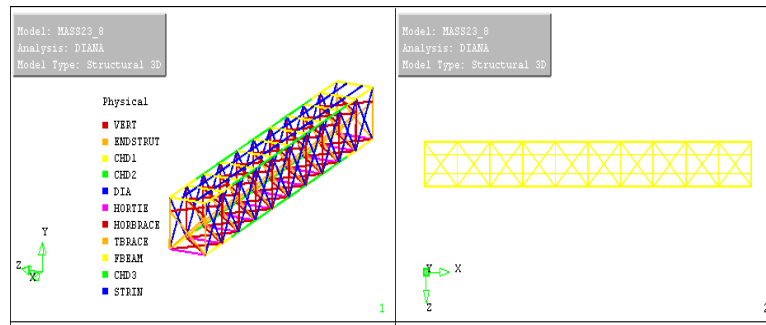 Model: MASS23_8
Analysis: DIANA
Model Type: Structural 3D
Physical
VERT
ENDSTRUT
CHD1
CHD2
DIA
HORTIE
HORBRACE
TBRACE
FBEAM
CHD3
STRIN
Y
Z
X
1
Model: MASS23_8
Analysis: DIANA
Model Type: Structural 3D
Y
X
Z
2